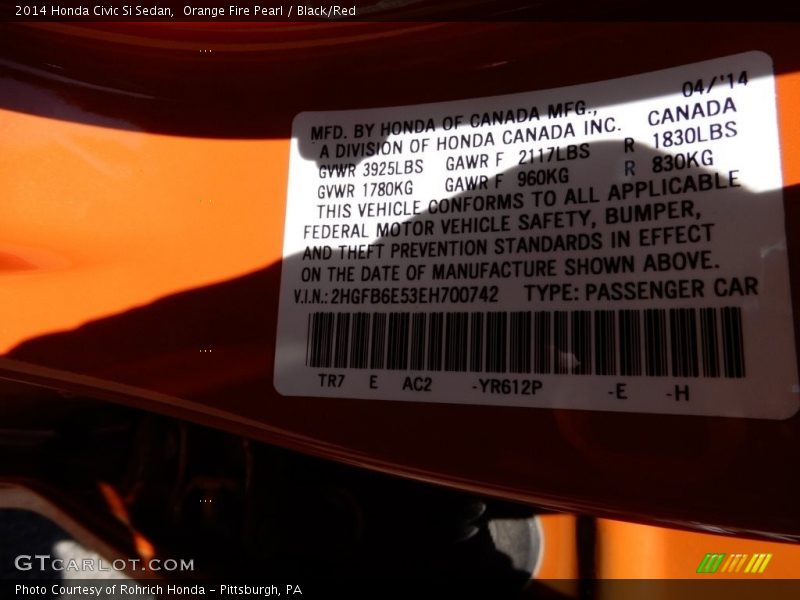 2014 Honda Civic Si Sedan,  Orange Fire Pearl / Black/Red
04/'14
MFD. BY HONDA OF CANADA MFG.,
A DIVISION OF HONDA CANADA INC. CANADA
GVWR 3925LBS GAWR F 2117LBS R 1830LBS
GVWR 1780KG GAWR F 960KG R 830KG
THIS VEHICLE CONFORMS TO ALL APPLICABLE
FEDERAL MOTOR VEHICLE SAFETY, BUMPER,
AND THEFT PREVENTION STANDARDS IN EFFECT
ON THE DATE OF MANUFACTURE SHOWN ABOVE.
V.I.N.: 2HGFB6E53EH700742 TYPE: PASSENGER CAR
TR7 E AC2 -YR612P -E -H
GTCARLOT.COM
Photo Courtesy of Rohrich Honda - Pittsburgh, PA